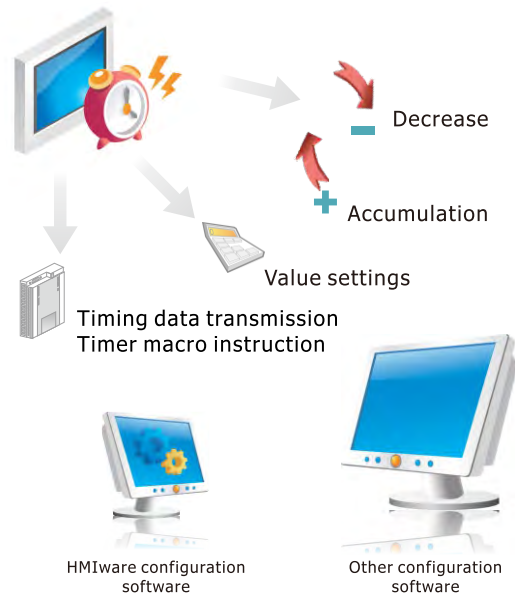 Decrease
Accumulation
Value settings
Timing data transmission
Timer macro instruction
HMIware configuration
software
Other configuration
software